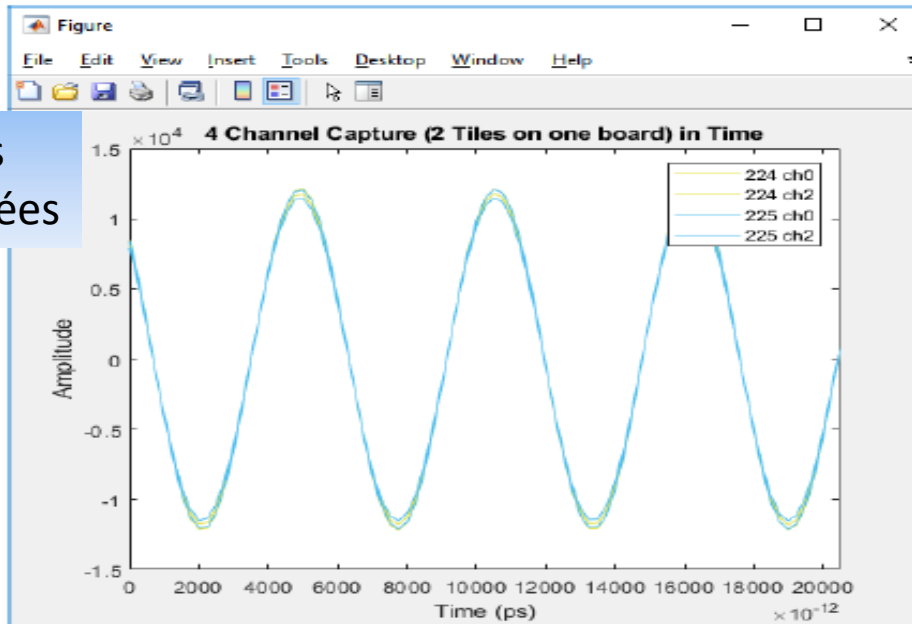 Figure
File Edit View Insert Tools Desktop Window Help
4 Channel Capture (2 Tiles on one board) in Time
×10^4
1.5
1
0.5
0
-0.5
-1
-1.5
Amplitude
224 ch0
224 ch2
225 ch0
225 ch2
0 2000 4000 6000 8000 10000 12000 14000 16000 18000 20000
Time (ps)
×10^-12